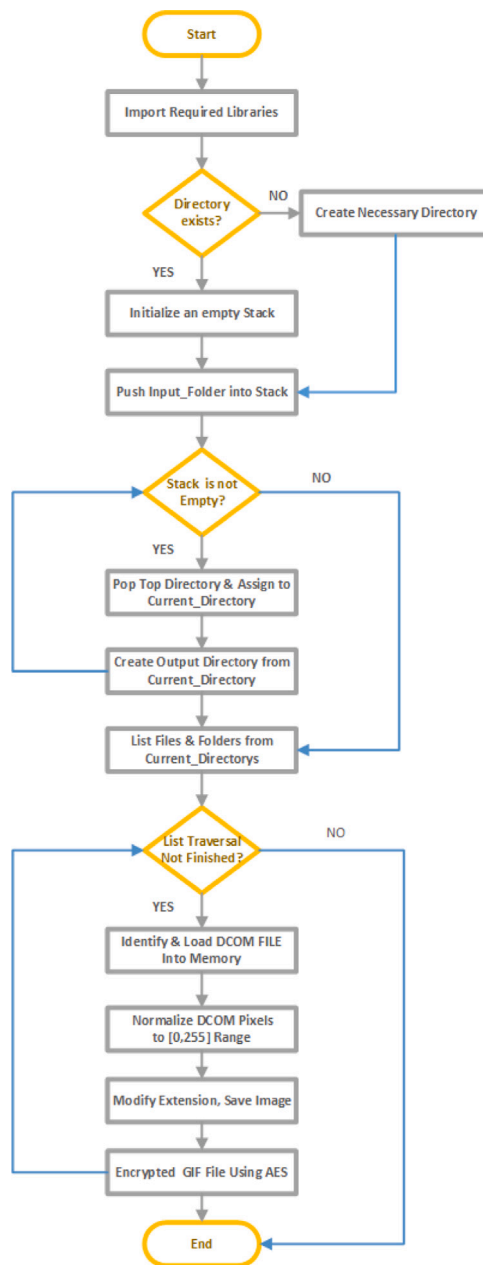 Start
Import Required Libraries
Directory
exists?
NO
Create Necessary Directory
YES
Initialize an empty Stack
Push Input_Folder into Stack
Stack is not
Empty?
NO
YES
Pop Top Directory & Assign to
Current_Directory
Create Output Directory from
Current_Directory
List Files & Folders from
Current_Directorys
List Traversal
Not Finished?
NO
YES
Identify & Load DCOM FILE
Into Memory
Normalize DCOM Pixels
to [0,255] Range
Modify Extension, Save Image
Encrypted GIF File Using AES
End